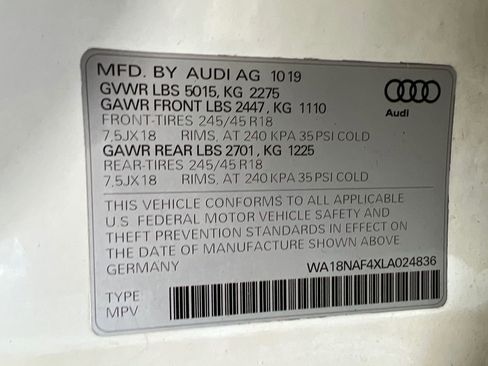 MFD. BY AUDI AG 10 19
GVWR LBS 5015, KG 2275
GAWR FRONT LBS 2447, KG 1110
FRONT-TIRES 245/45 R18
7,5JX18 RIMS, AT 240 KPA 35 PSI COLD
GAWR REAR LBS 2701, KG 1225
REAR-TIRES 245/45 R18
7,5JX18 RIMS, AT 240 KPA 35 PSI COLD
Audi
THIS VEHICLE CONFORMS TO ALL APPLICABLE
U.S. FEDERAL MOTOR VEHICLE SAFETY AND
THEFT PREVENTION STANDARDS IN EFFECT ON
THE DATE OF MANUFACTURE SHOWN ABOVE.
GERMANY WA18NAF4XLA024836
TYPE
MPV